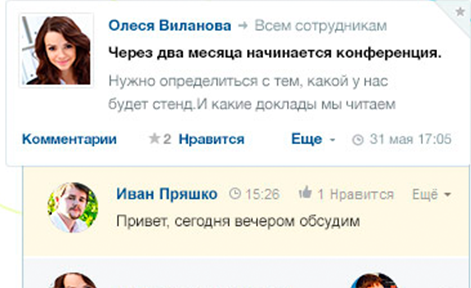 Олеся Виланова → Всем сотрудникам
Через два месяца начинается конференция.
Нужно определиться с тем, какой у нас
будет стенд.И какие доклады мы читаем
Комментарии ★2 Нравится Еще - 31 мая 17:05
Иван Пряшко 15:26 1 Нравится Ещё
Привет, сегодня вечером обсудим